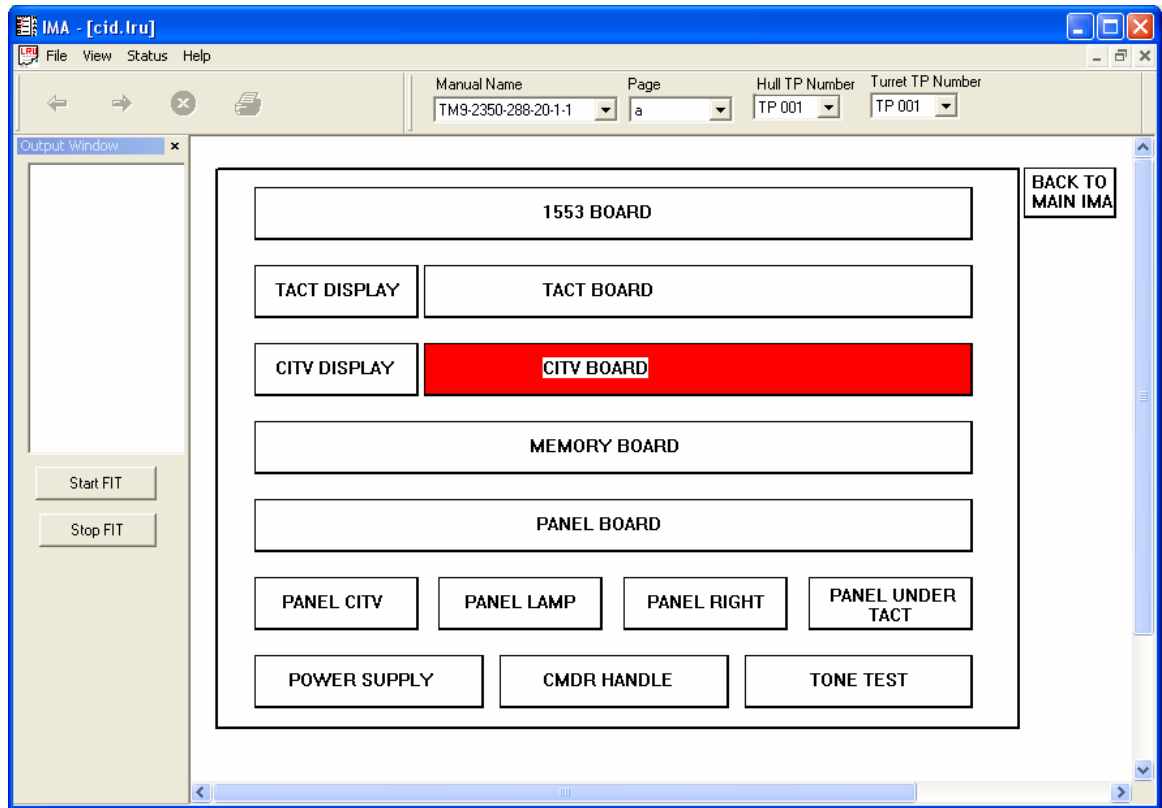 IMA - [cid.lru]
LRU File View Status Help
Manual Name Page Hull TP Number Turret TP Number
TM9-2350-288-20-1-1 a TP 001 TP 001
Output Window
BACK TO
MAIN IMA
1553 BOARD
TACT DISPLAY TACT BOARD
CITV DISPLAY CITV BOARD
MEMORY BOARD
Start FIT
Stop FIT
PANEL BOARD
PANEL CITV PANEL LAMP PANEL RIGHT PANEL UNDER
TACT
POWER SUPPLY CMDR HANDLE TONE TEST